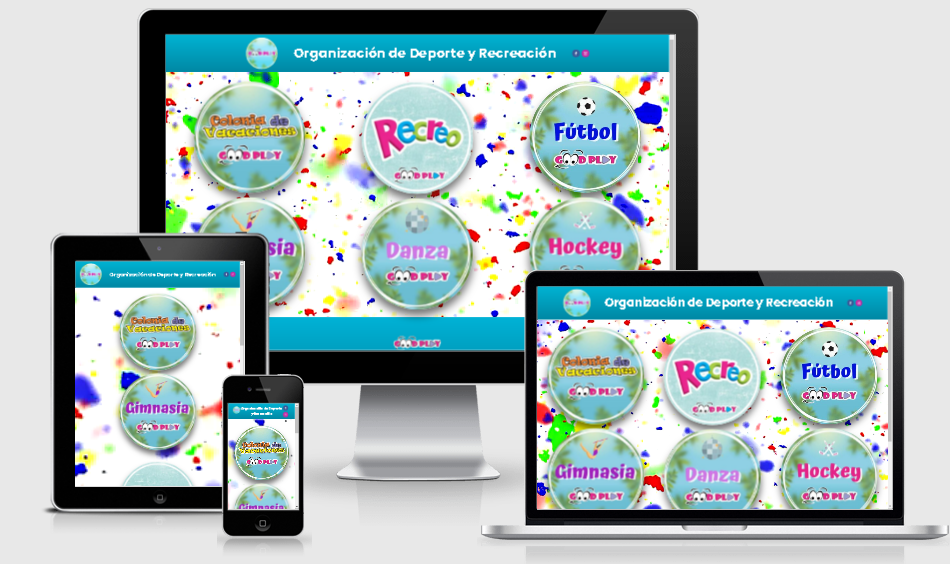 Organización de Deporte y Recreación
Colonia de
Vacaciones
GOOD PLAY
Recreo
GOOD PLAY
Fútbol
GOOD PLAY
Danza
GOOD PLAY
Hockey
GOOD PLAY
Organización de Deporte y Recreación
Colonia de
Vacaciones
GOOD PLAY
Gimnasia
GOOD PLAY
Organización de Deporte
y Recreación
Colonia de
Vacaciones
GOOD PLAY
Gimnasia
Organización de Deporte y Recreación
Colonia de
Vacaciones
GOOD PLAY
Recreo
GOOD PLAY
Fútbol
GOOD PLAY
Gimnasia
GOOD PLAY
Danza
GOOD PLAY
Hockey
GOOD PLAY